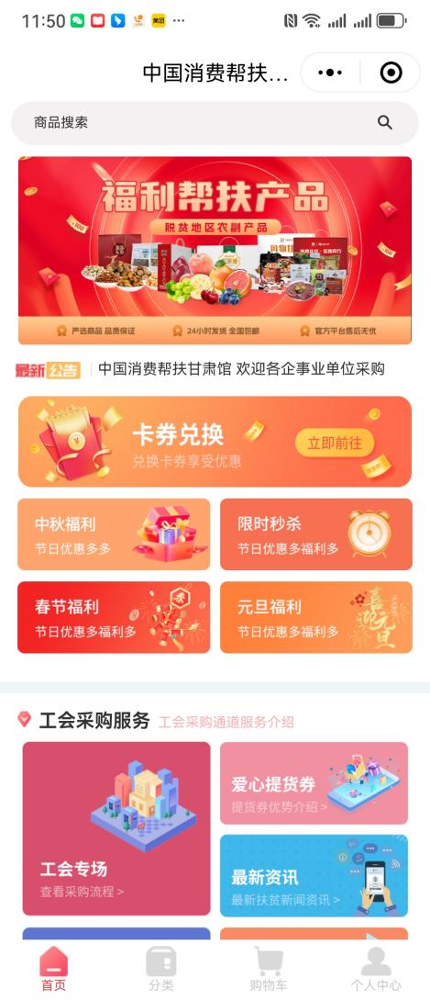 11:50
美团
中国消费帮扶...
商品搜索
福利帮扶产品
脱贫地区农副产品
严选商品 品质保证
24小时发货 全国包邮
官方平台售后无忧
最新公告
中国消费帮扶甘肃馆 欢迎各企事业单位采购
卡券兑换
兑换卡券享受优惠
立即前往
中秋福利
节日优惠多多
限时秒杀
节日优惠多福利多
春节福利
节日优惠多福利多
元旦福利
节日优惠多福利多
喜迎元旦
工会采购服务
工会采购通道服务介绍
工会专场
查看采购流程 >
爱心提货券
提货券优势介绍 >
最新资讯
最新扶贫新闻资讯 >
首页
分类
购物车
个人中心